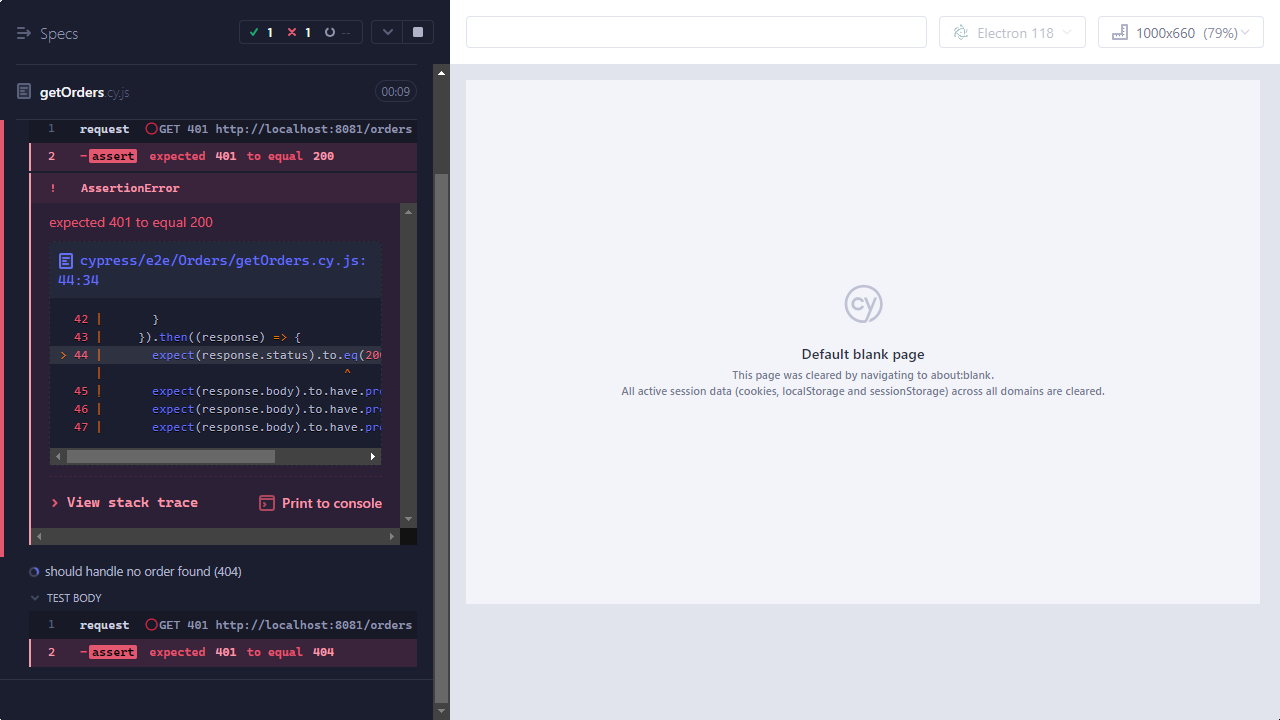 Specs
1
1
--
Electron 118
1000x660 (79%)
getOrders.cy.js
00:09
1 request GET 401 http://localhost:8081/orders
2 -assert expected 401 to equal 200
! AssertionError
expected 401 to equal 200
cypress/e2e/Orders/getOrders.cy.js:
44:34
42 | }
43 | }).then((response) => {
> 44 | expect(response.status).to.eq(20
| ^
45 | expect(response.body).to.have.pr
46 | expect(response.body).to.have.pr
47 | expect(response.body).to.have.pr
> View stack trace
Print to console
should handle no order found (404)
TEST BODY
1 request GET 401 http://localhost:8081/orders
2 -assert expected 401 to equal 404
cy
Default blank page
This page was cleared by navigating to about:blank.
All active session data (cookies, localStorage and sessionStorage) across all domains are cleared.